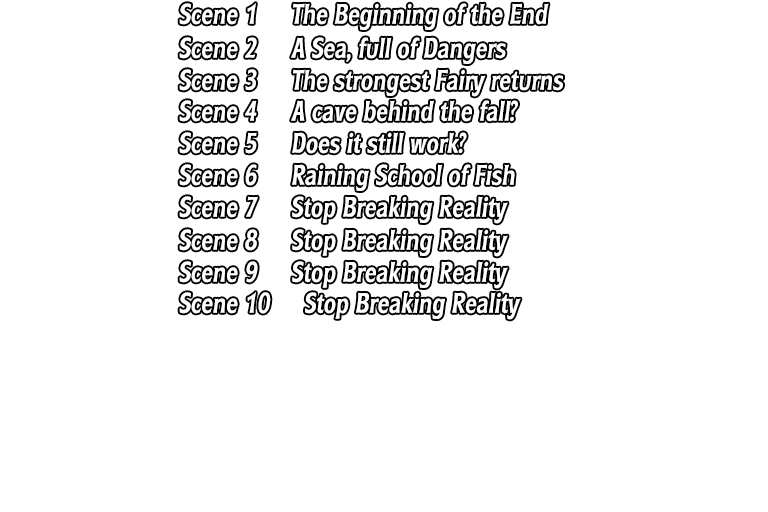 Scene 1 The Beginning of the End
Scene 2 A Sea, full of Dangers
Scene 3 The strongest Fairy returns
Scene 4 A cave behind the fall?
Scene 5 Does it still work?
Scene 6 Raining School of Fish
Scene 7 Stop Breaking Reality
Scene 8 Stop Breaking Reality
Scene 9 Stop Breaking Reality
Scene 10 Stop Breaking Reality